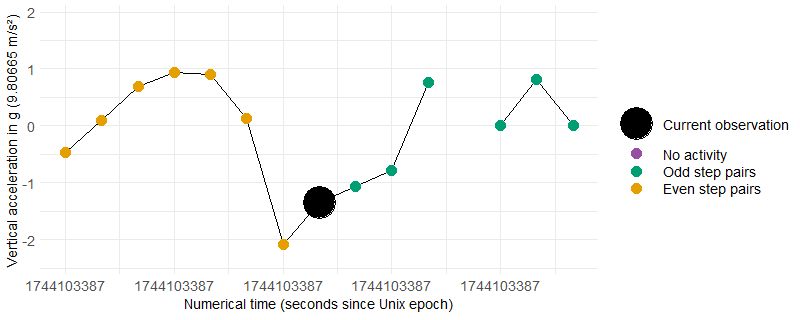 Vertical acceleration in g (9.80665 m/s²)
2
1
0
-1
-2
1744103387 1744103387 1744103387 1744103387 1744103387
Numerical time (seconds since Unix epoch)
Current observation
No activity
Odd step pairs
Even step pairs